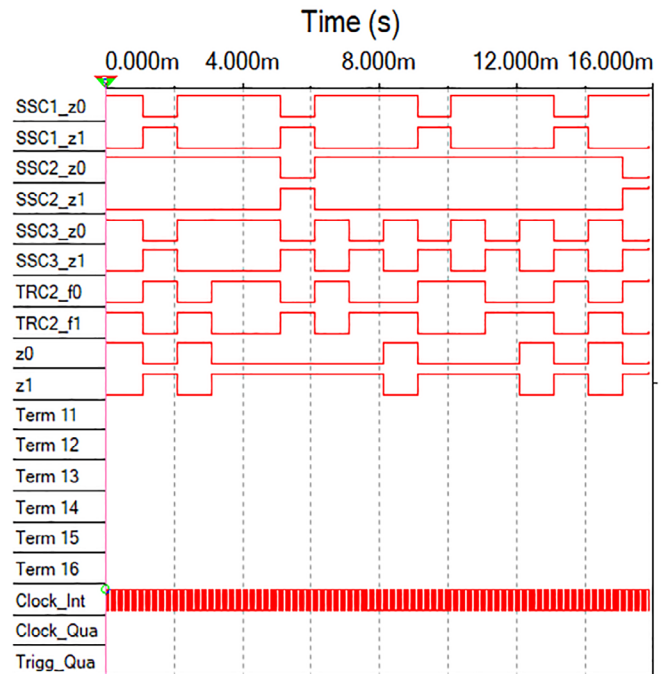 Time (s)
0.000m 4.000m 8.000m 12.000m 16.000m
SSC1_z0
SSC1_z1
SSC2_z0
SSC2_z1
SSC3_z0
SSC3_z1
TRC2_f0
TRC2_f1
z0
z1
Term 11
Term 12
Term 13
Term 14
Term 15
Term 16
Clock_Int
Clock_Qua
Trigg_Qua